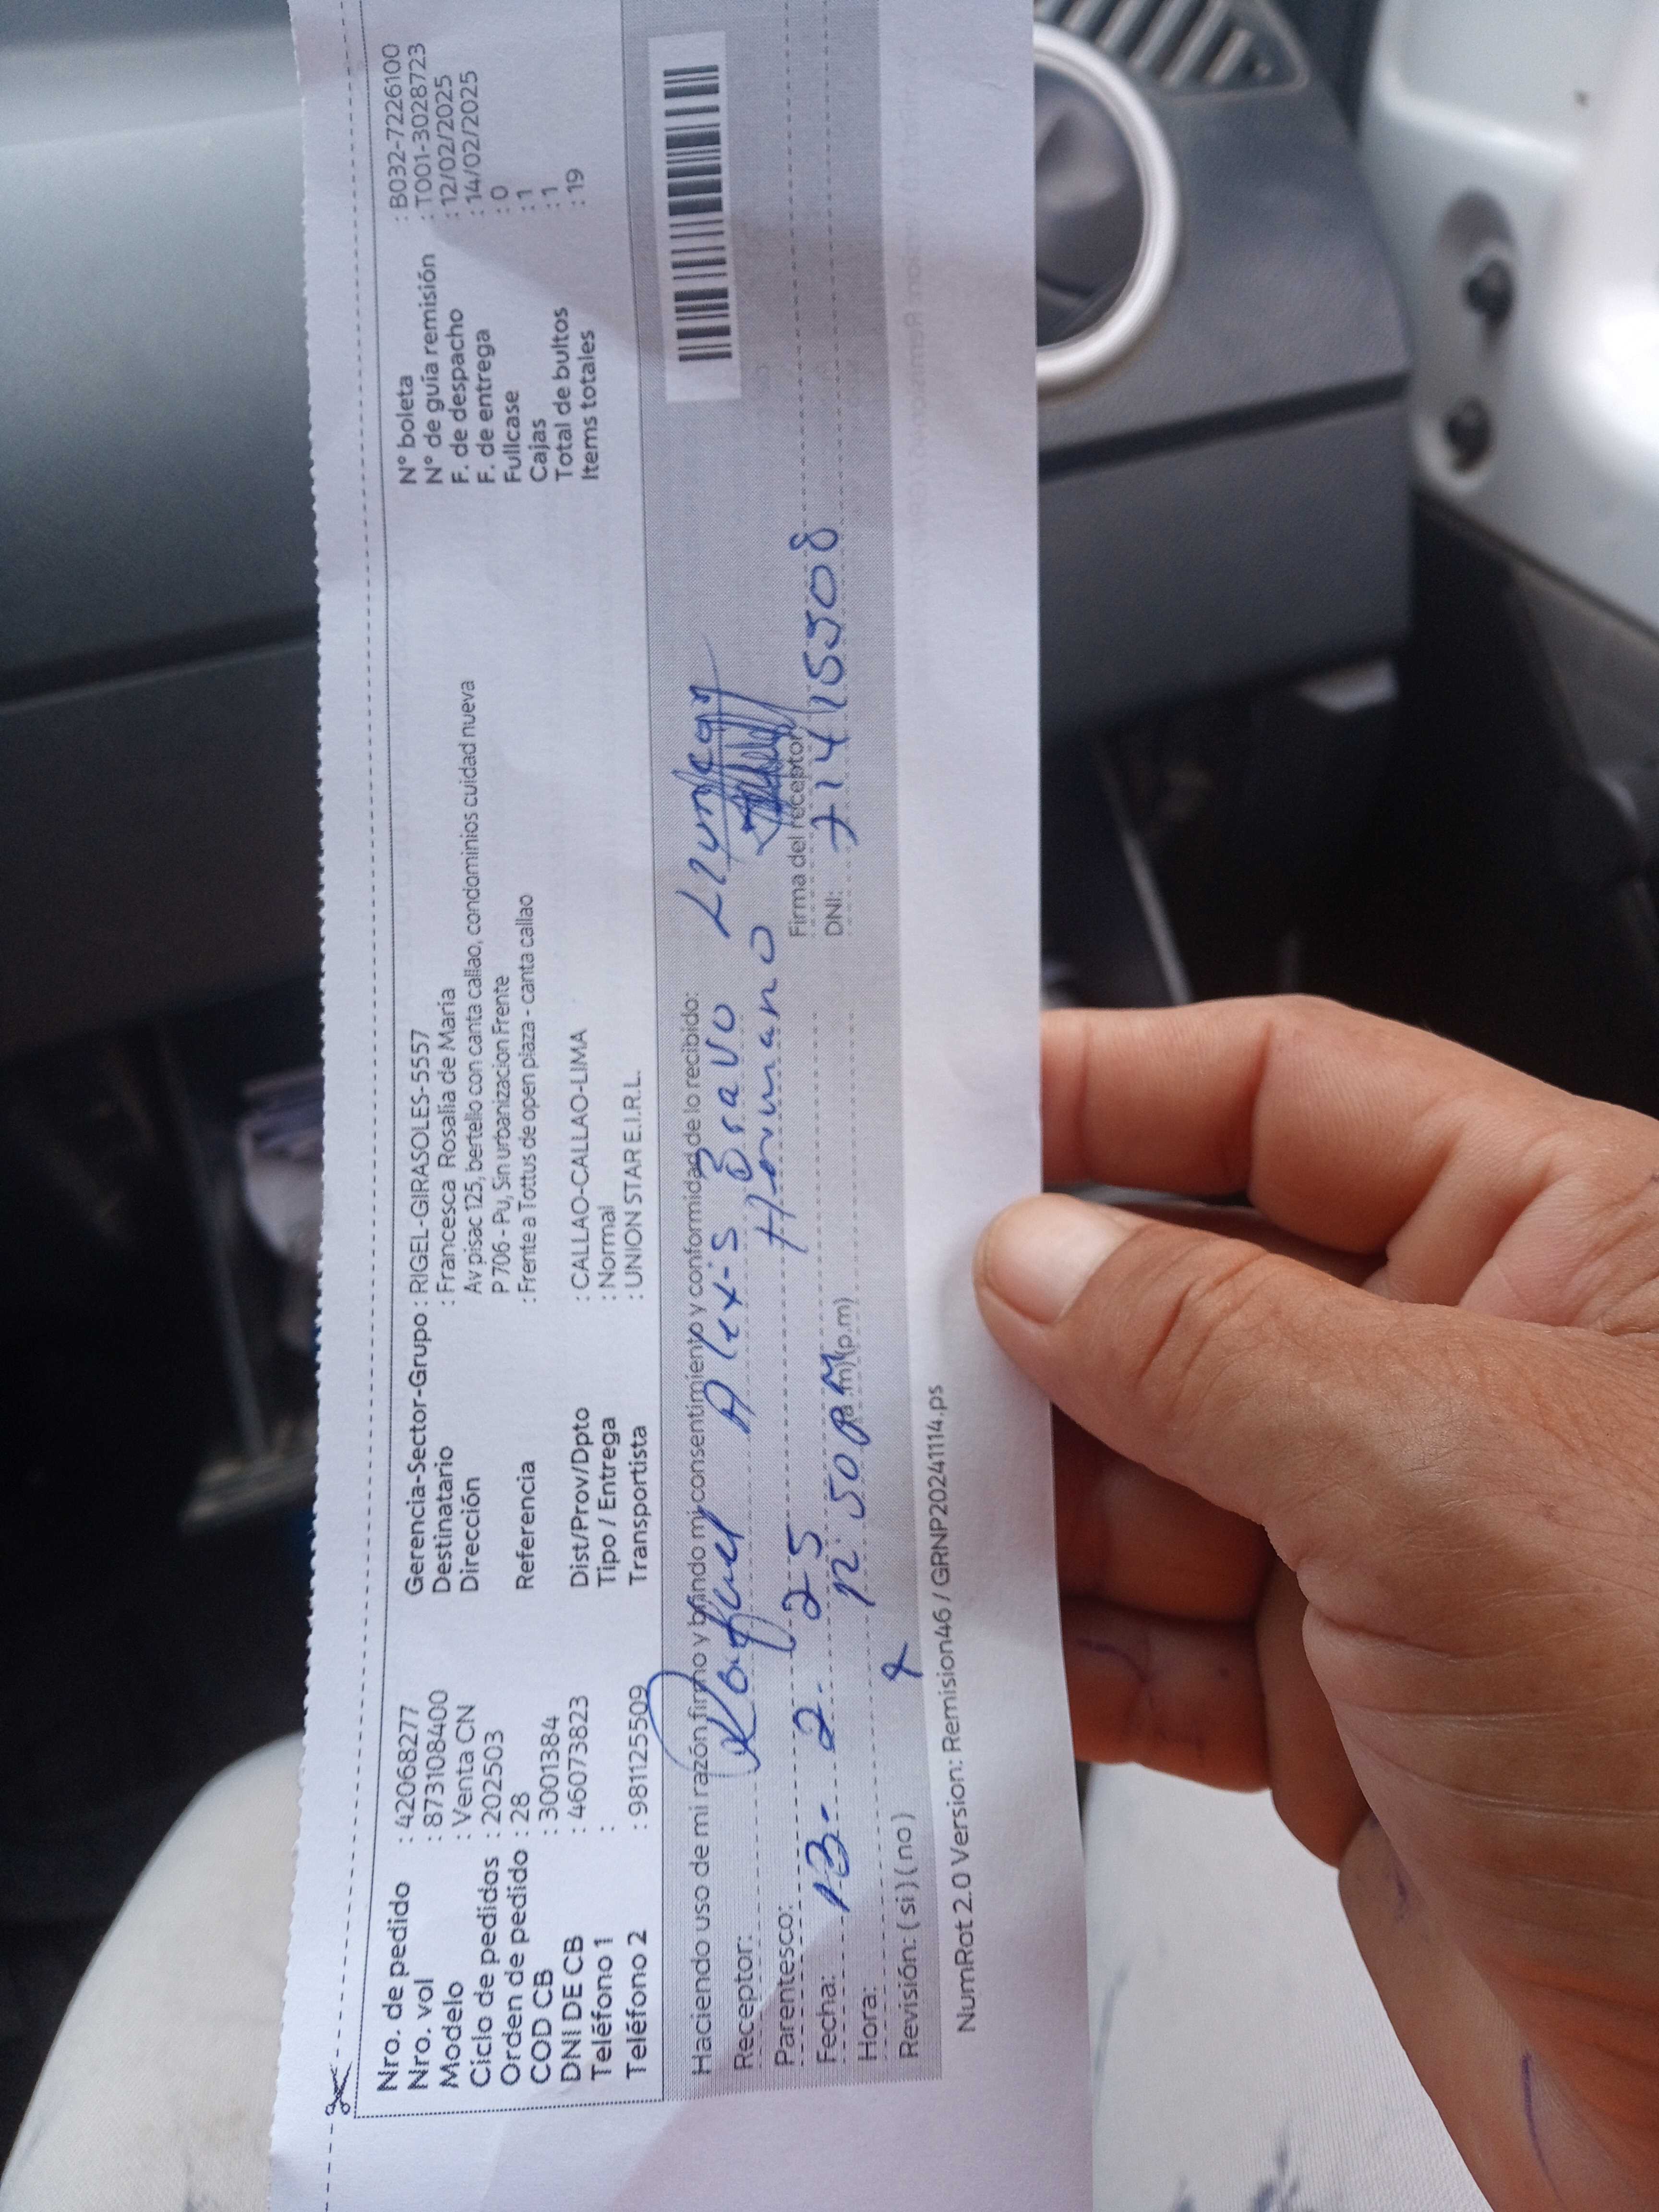 Nro. de pedido : 42068277
Nro. vol : 873108400
Modelo : Venta CN
Ciclo de pedidos : 202503
Orden de pedido : 28
COD CB : 3001384
DNI DE CB : 46073823
Teléfono 1 :
Teléfono 2 : 981125509
Gerencia-Sector-Grupo : RIGEL-GIRASOLES-5557
Destinatario : Francesca Rosalia de Maria
Dirección Av pisac 125, bertello con canta callao, condominios cuidad nueva
P 706 - Pu, Sin urbanizacion Frente
Referencia : Frente a Tottus de open plaza - canta callao
Dist/Prov/Dpto : CALLAO-CALLAO-LIMA
Tipo / Entrega : Normal
Transportista : UNION STAR E.I.R.L.
N° boleta : B032-7226100
N° de guía remisión : T001-3028723
F. de despacho : 12/02/2025
F. de entrega : 14/02/2025
Fullcase : 0
Cajas : 1
Total de bultos : 1
Items totales : 19
Haciendo uso de mi razón firmo y brindo mi consentimiento y conformidad de lo recibido:
Receptor: Rafael Alexis Bravo
Parentesco: Hermano
Firma del receptor
Fecha: 13-2-25
DNI: 71415508
Hora: 12 50 PM (a.m)(p.m)
Revisión: ( si ) ( no ) x
NumRot 2.0 Version: Remision46 / GRNP20241114.ps